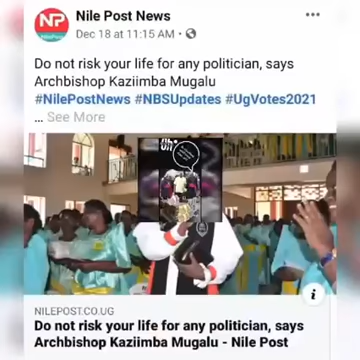 NP
Nile Post News
Dec 18 at 11:15 AM •
Do not risk your life for any politician, says
Archbishop Kaziimba Mugalu
#NilePostNews #NBSUpdates #UgVotes2021
... See More
NILEPOST.CO.UG
Do not risk your life for any politician, says
Archbishop Kaziimba Mugalu - Nile Post